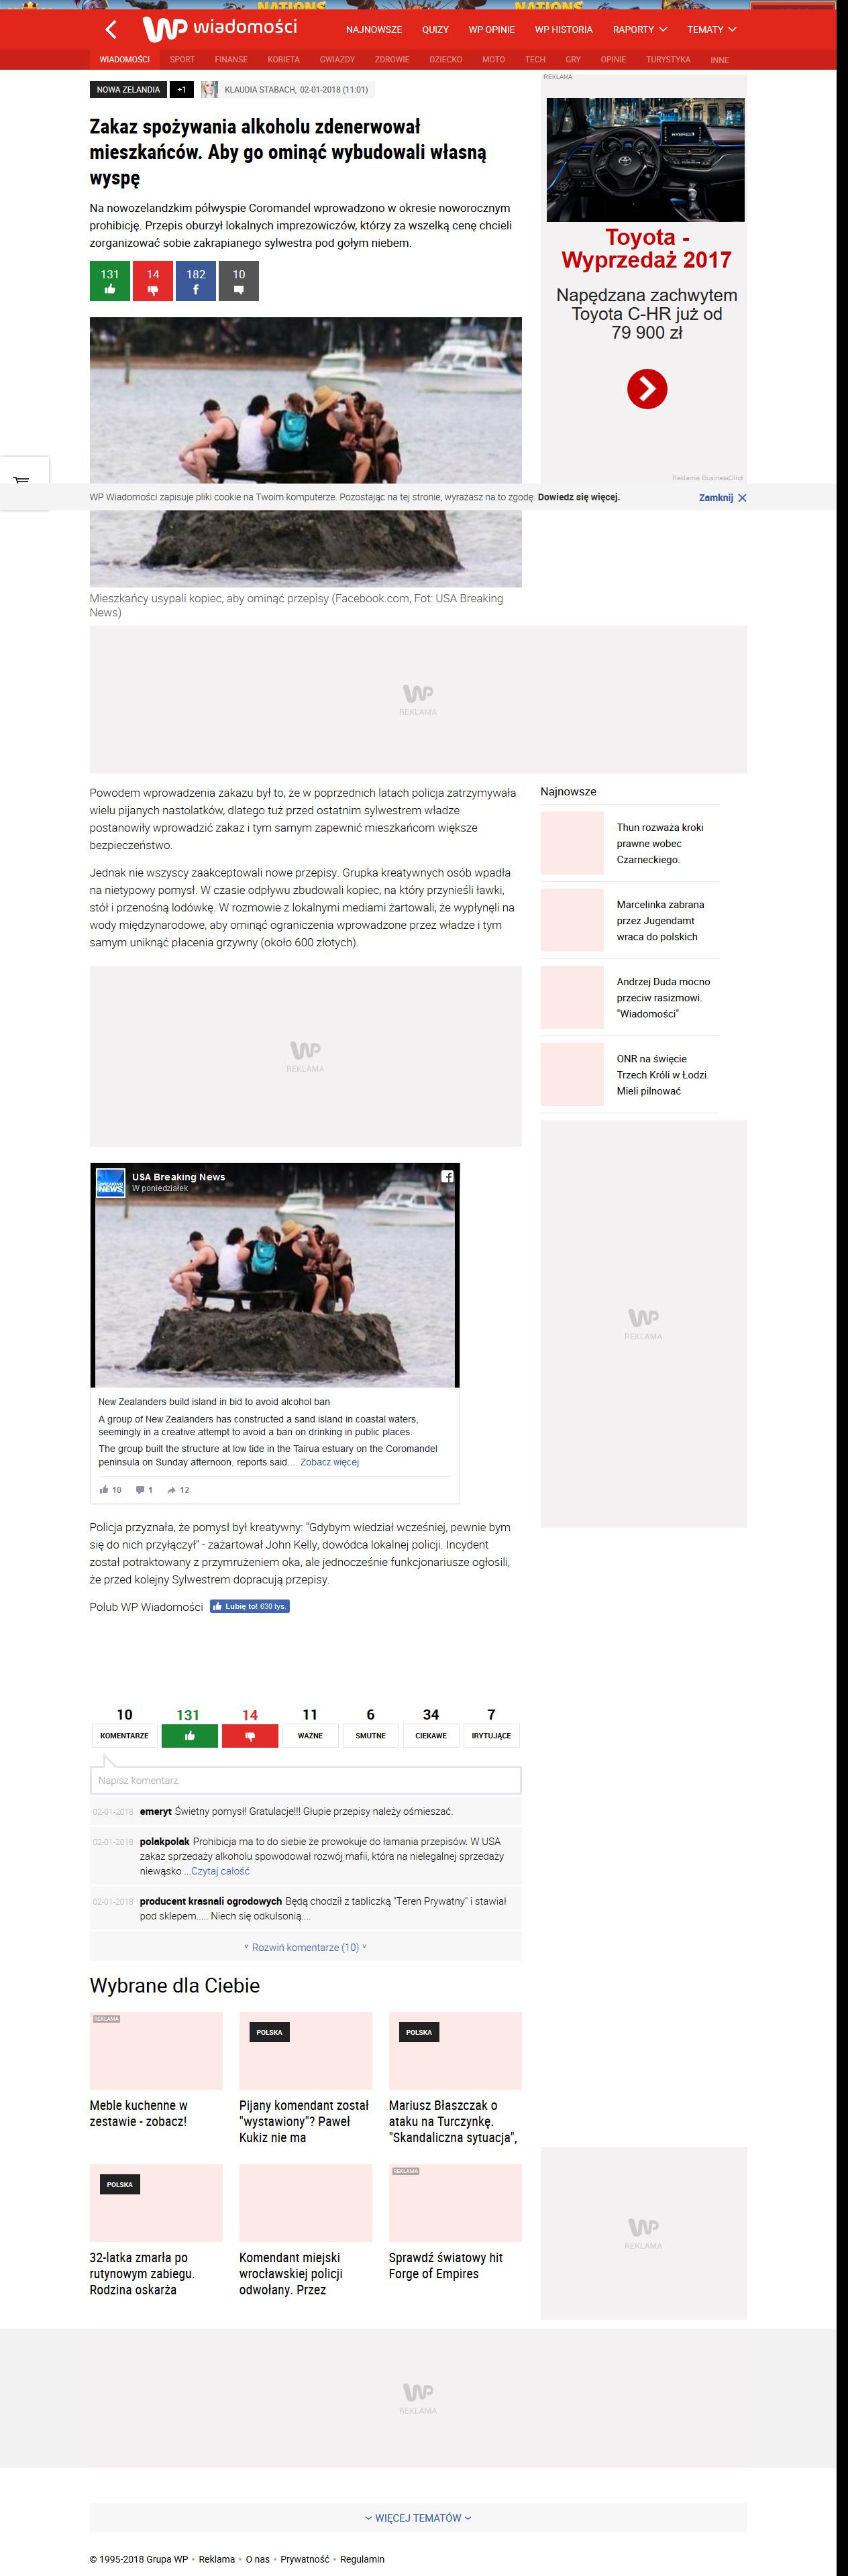 NATIONS
NATIONS
WP wiadomości
NAJNOWSZE
QUIZY
WP OPINIE
WP HISTORIA
RAPORTY
TEMATY
WIADOMOŚCI
SPORT
FINANSE
KOBIETA
GWIAZDY
ZDROWIE
DZIECKO
MOTO
TECH
GRY
OPINIE
TURYSTYKA
INNE
NOWA ZELANDIA
+1
KLAUDIA STABACH, 02-01-2018 (11:01)
Zakaz spożywania alkoholu zdenerwował
mieszkańców. Aby go ominąć wybudowali własną
wyspę
Na nowozelandzkim półwyspie Coromandel wprowadzono w okresie noworocznym
prohibicję. Przepis oburzył lokalnych imprezowiczów, którzy za wszelką cenę chcieli
zorganizować sobie zakrapianego sylwestra pod gołym niebem.
131
14
182
10
REKLAMA
Toyota -
Wyprzedaż 2017
Napędzana zachwytem
Toyota C-HR już od
79 900 zł
Reklama BusinessClick
WP Wiadomości zapisuje pliki cookie na Twoim komputerze. Pozostając na tej stronie, wyrażasz na to zgodę. Dowiedz się więcej.
Zamknij
Mieszkańcy usypali kopiec, aby ominąć przepisy (Facebook.com, Fot: USA Breaking
News)
WP
REKLAMA
Powodem wprowadzenia zakazu był to, że w poprzednich latach policja zatrzymywała
wielu pijanych nastolatków, dlatego tuż przed ostatnim sylwestrem władze
postanowiły wprowadzić zakaz i tym samym zapewnić mieszkańcom większe
bezpieczeństwo.
Jednak nie wszyscy zaakceptowali nowe przepisy. Grupka kreatywnych osób wpadła
na nietypowy pomysł. W czasie odpływu zbudowali kopiec, na który przynieśli ławki,
stół i przenośną lodówkę. W rozmowie z lokalnymi mediami żartowali, że wypłynęli na
wody międzynarodowe, aby ominąć ograniczenia wprowadzone przez władze i tym
samym uniknąć płacenia grzywny (około 600 złotych).
WP
REKLAMA
Najnowsze
Thun rozważa kroki
prawne wobec
Czarneckiego.
Marcelinka zabrana
przez Jugendamt
wraca do polskich
Andrzej Duda mocno
przeciw rasizmowi.
"Wiadomości"
ONR na święcie
Trzech Króli w Łodzi.
Mieli pilnować
WP
REKLAMA
BREAKING
NEWS
USA Breaking News
W poniedziałek
New Zealanders build island in bid to avoid alcohol ban
A group of New Zealanders has constructed a sand island in coastal waters,
seemingly in a creative attempt to avoid a ban on drinking in public places.
The group built the structure at low tide in the Tairua estuary on the Coromandel
peninsula on Sunday afternoon, reports said.... Zobacz więcej
10
1
12
Policja przyznała, że pomysł był kreatywny: "Gdybym wiedział wcześniej, pewnie bym
się do nich przyłączył" - zażartował John Kelly, dowódca lokalnej policji. Incydent
został potraktowany z przymrużeniem oka, ale jednocześnie funkcjonariusze ogłosili,
że przed kolejny Sylwestrem dopracują przepisy.
Polub WP Wiadomości
Lubię to! 630 tys.
10
131
14
11
6
34
7
KOMENTARZE
WAŻNE
SMUTNE
CIEKAWE
IRYTUJĄCE
Napisz komentarz
02-01-2018 emeryt Świetny pomysł! Gratulacje!!! Głupie przepisy należy ośmieszać.
02-01-2018 polakpolak Prohibicja ma to do siebie że prowokuje do łamania przepisów. W USA
zakaz sprzedaży alkoholu spowodował rozwój mafii, która na nielegalnej sprzedaży
niewąsko ...Czytaj całość
02-01-2018 producent krasnali ogrodowych Będą chodził z tabliczką "Teren Prywatny" i stawiał
pod sklepem..... Niech się odkulsonią....
Rozwiń komentarze (10)
Wybrane dla Ciebie
REKLAMA
Meble kuchenne w
zestawie - zobacz!
POLSKA
Pijany komendant został
"wystawiony"? Paweł
Kukiz nie ma
POLSKA
Mariusz Błaszczak o
ataku na Turczynkę.
"Skandaliczna sytuacja",
POLSKA
32-latka zmarła po
rutynowym zabiegu.
Rodzina oskarża
Komendant miejski
wrocławskiej policji
odwołany. Przez
REKLAMA
Sprawdź światowy hit
Forge of Empires
WP
REKLAMA
WP
REKLAMA
WIĘCEJ TEMATÓW
© 1995-2018 Grupa WP • Reklama • O nas • Prywatność • Regulamin